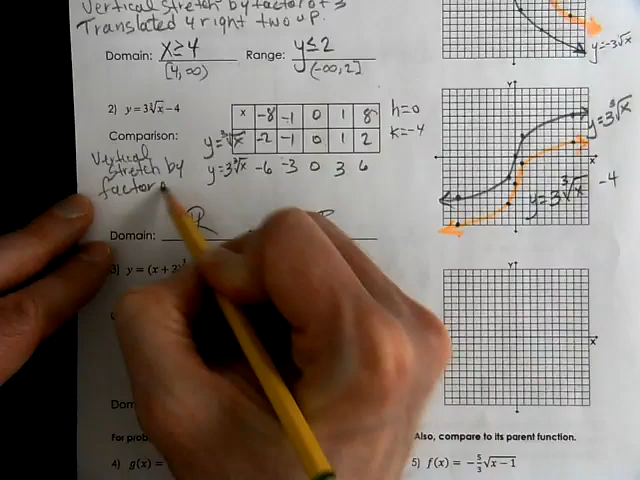 Vertical stretch by factor of 3
Translated 4 right two up.
Domain: x≥4 Range: y≤2
[4, ∞) (-∞, 2]
y=-3√x
2) y = 3∛x - 4
x -8 -1 0 1 8
h=0
k=-4
Comparison:
y=∛x -2 -1 0 1 2
y=3∛x -6 -3 0 3 6
Vertical
stretch by
factor
y=3∛x
y=3∛x -4
Y
x
Domain: ℝ
3) y = (x + 3)
Y
x
Dom
For prob
Also, compare to its parent function.
4) g(x) =
5) f(x) = -5/3√(x-1)